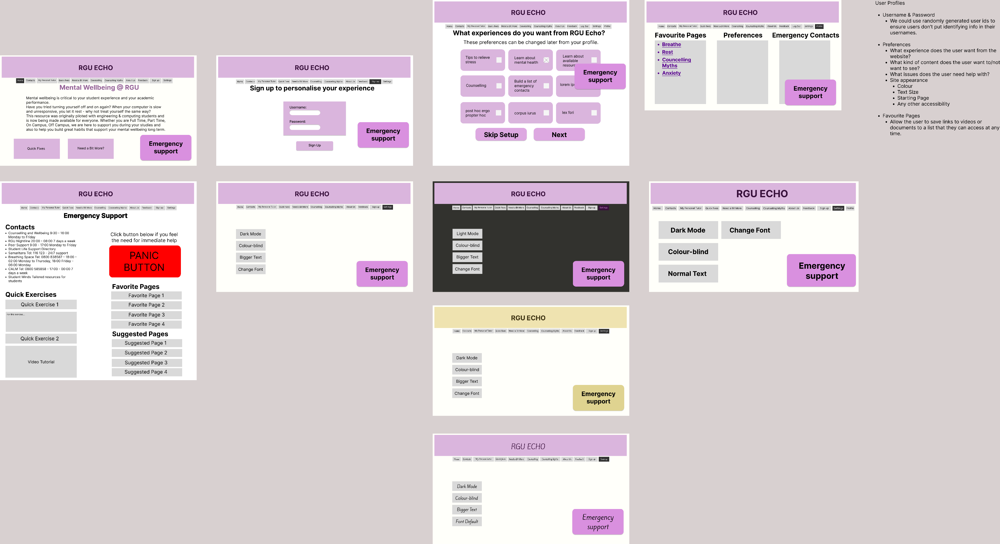 RGU ECHO
Home Contacts My Personal Tutor Quick fixes Need a Bit More Counselling Counselling Myths About Us Feedback Sign up Settings
Mental Wellbeing @ RGU
Mental wellbeing is critical to your student experience and your academic
performance.
Have you tried turning yourself off and on again? When your computer is slow
and unresponsive, you let it rest - why not treat yourself the same way?
This resource was originally piloted with engineering & computing students and
is now being made available for everyone. Whether you are Full Time, Part Time,
On Campus, Off Campus, we are here to support you during your studies and
also to help you build great habits that support your mental wellbeing long term.
Quick Fixes
Need a Bit More?
Emergency
support
RGU ECHO
Home Contacts My Personal Tutor Quick fixes Need a Bit More Counselling Counselling Myths About Us Feedback Sign up Settings
Sign up to personalise your experience
Username:
Password:
Sign Up
Emergency
support
RGU ECHO
Home Contacts My Personal Tutor Quick fixes Need a Bit More Counselling Counselling Myths About Us Feedback Log Out Settings Profile
What experiences do you want from RGU Echo?
These preferences can be changed later from your profile.
Tips to relieve
stress
Learn about
mental health
Learn about
available
resourc
Counselling
Build a list of
emergency
contacts
lorem ips
Emergency
support
post hoc ergo
propter hoc
corpus iurus
lex fori
Skip Setup
Next
RGU ECHO
Home Contacts My Personal Tutor Quick fixes Need a Bit More Counselling Counselling Myths About Us Feedback Log Out Settings Profile
Favourite Pages
Breathe
Rest
Councelling
Myths
Anxiety
Preferences
Emergency Contacts
Emergency
support
User Profiles
• Username & Password
• We could use randomly generated user ids to
ensure users don't put identifying info in their
usernames.
• Preferences
• What experience does the user want from the
website?
• What kind of content does the user want to/not
want to see?
• What issues does the user need help with?
• Site appearance
• Colour
• Text Size
• Starting Page
• Any other accessibility
• Favourite Pages
• Allow the user to save links to videos or
documents to a list that they can access at any
time.
RGU ECHO
Home Contacts My Personal Tutor Quick fixes Need a Bit More Counselling Counselling Myths About Us Feedback Sign up Settings
Emergency Support
Contacts
• Counselling and Wellbeing 9:30 - 16:00
Monday to Friday
• RGU Nightline 20:00 - 08:00 7 days a week
• Peer Support 9:00 - 17:00 Monday to Friday
• Student Life Support Directory
• Samaritans Tel: 116 123 - 24/7 support
• Breathing Space Tel: 0800 838587 - 18:00 -
02:00 Monday to Thursday, 18:00 Friday -
06:00 Monday
• CALM Tel: 0800 585858 - 17:00 - 00:00 7
days a week
• Student Minds Tailored resources for
students
Quick Exercises
Quick Exercise 1
For this exercise...
Quick Exercise 2
Video Tutorial
Click button below if you feel
the need for immediate help
PANIC
BUTTON
Favorite Pages
Favorite Page 1
Favorite Page 2
Favorite Page 3
Favorite Page 4
Suggested Pages
Suggested Page 1
Suggested Page 2
Suggested Page 3
Suggested Page 4
RGU ECHO
Home Contacts My Personal Tutor Quick fixes Need a Bit More Counselling Counselling Myths About Us Feedback Sign up Settings
Dark Mode
Colour-blind
Bigger Text
Change Font
Emergency
support
RGU ECHO
Home Contacts My Personal Tutor Quick fixes Need a Bit More Counselling Counselling Myths About Us Feedback Sign up Settings
Light Mode
Colour-blind
Bigger Text
Change Font
Emergency
support
RGU ECHO
Home Contacts My Personal Tutor Quick fixes Need a Bit More Counselling Counselling Myths About Us Feedback Sign up Settings Profile
Dark Mode
Change Font
Colour-blind
Normal Text
Emergency
support
RGU ECHO
Home Contacts My Personal Tutor Quick fixes Need a Bit More Counselling Counselling Myths About Us Feedback Sign up Settings
Dark Mode
Colour-blind
Bigger Text
Change Font
Emergency
support
RGU ECHO
Home Contacts My Personal Tutor Quick fixes Need a Bit More Counselling Counselling Myths About Us Feedback Sign up Settings
Dark Mode
Colour-blind
Bigger Text
Font Default
Emergency
support